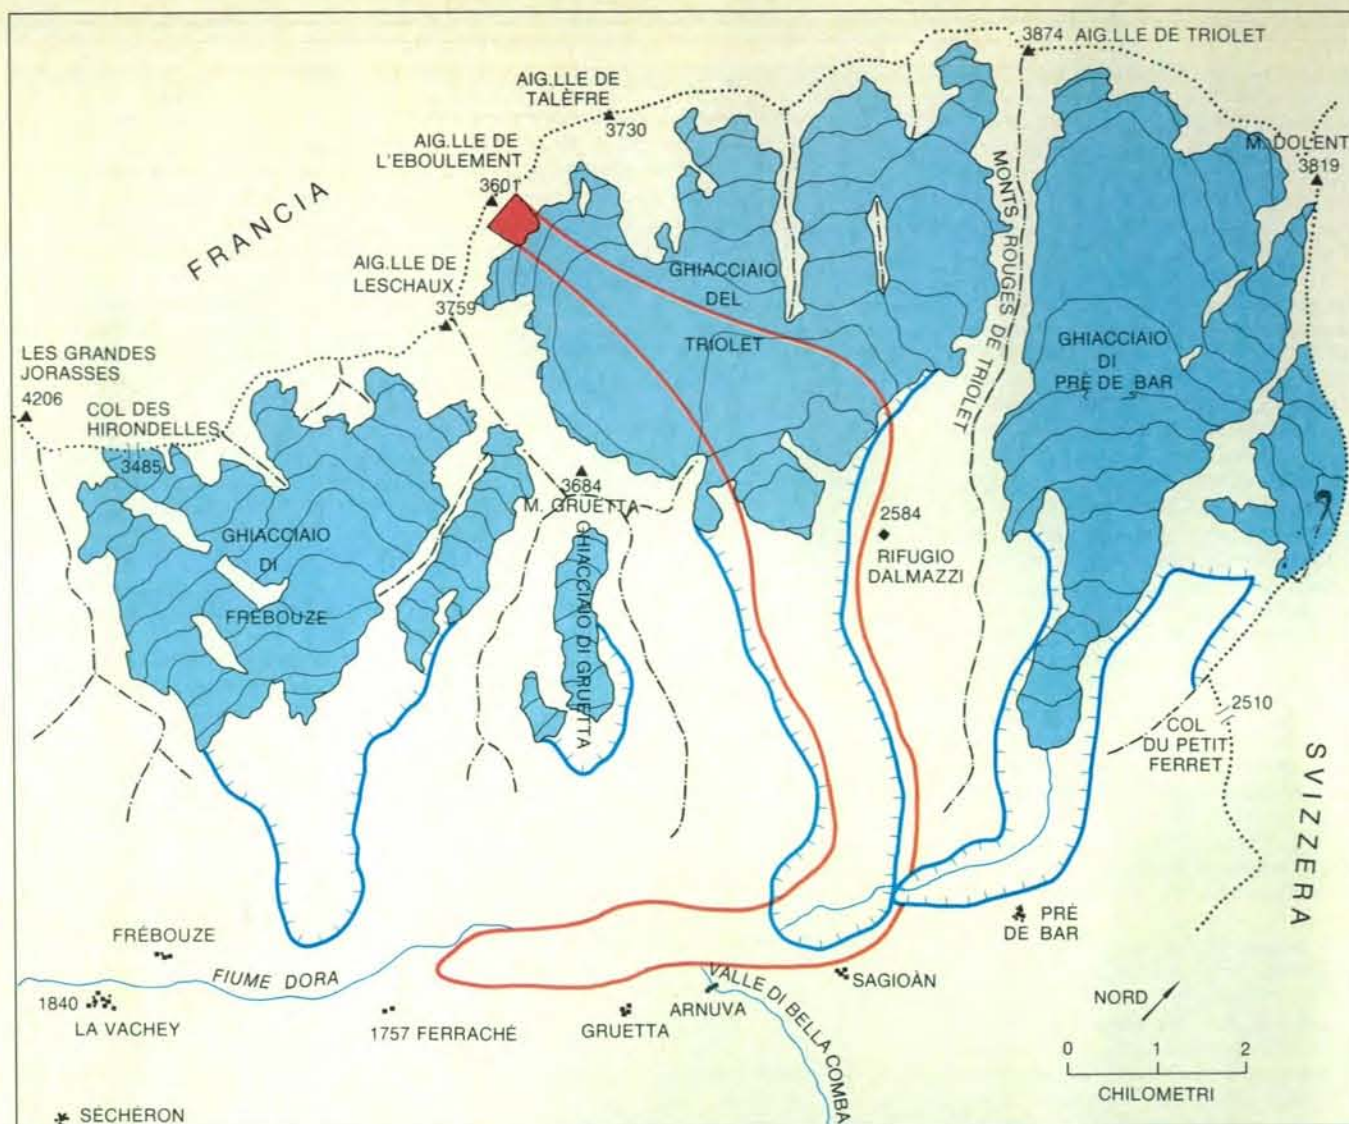 3874 AIG.LLE DE TRIOLET
AIG.LLE DE
TALÈFRE
3730
AIG.LLE DE
L'EBOULEMENT
3601
M. DOLENT
3819
FRANCIA
MONTS ROUGES DE TRIOLET
AIG.LLE DE
LESCHAUX
3759
GHIACCIAIO
DEL
TRIOLET
GHIACCIAIO
DI
PRÉ DE BAR
LES GRANDES
JORASSES
4206
COL DES
HIRONDELLES
3485
3684
M. GRUETTA
GHIACCIAIO
DI
FRÉBOUZE
GHIACCIAIO DI GRUETTA
2584
RIFUGIO
DALMAZZI
2510
COL
DU PETIT
FERRET
SVIZZERA
PRÉ
DE BAR
FRÉBOUZE
FIUME DORA
VALLE DI BELLA COMBA
SAGIOÀN
1840
LA VACHEY
1757 FERRACHÉ
GRUETTA
ARNUVA
NORD
0 1 2
CHILOMETRI
SÉCHÉRON